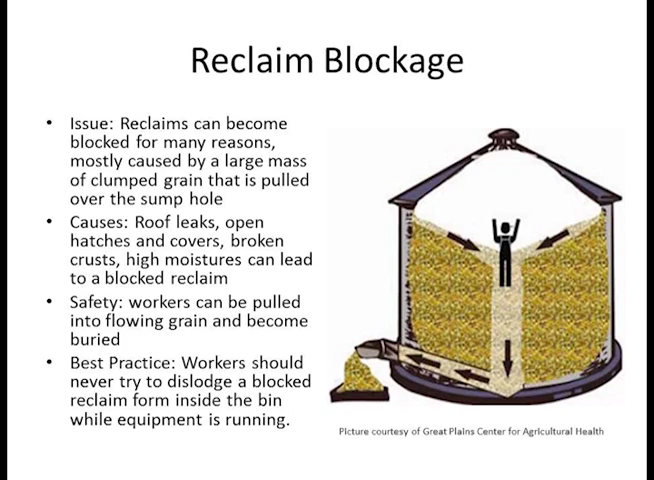 Reclaim Blockage
• Issue: Reclaims can become
blocked for many reasons,
mostly caused by a large mass
of clumped grain that is pulled
over the sump hole
• Causes: Roof leaks, open
hatches and covers, broken
crusts, high moistures can lead
to a blocked reclaim
• Safety: workers can be pulled
into flowing grain and become
buried
• Best Practice: Workers should
never try to dislodge a blocked
reclaim form inside the bin
while equipment is running.
Picture courtesy of Great Plains Center for Agricultural Health